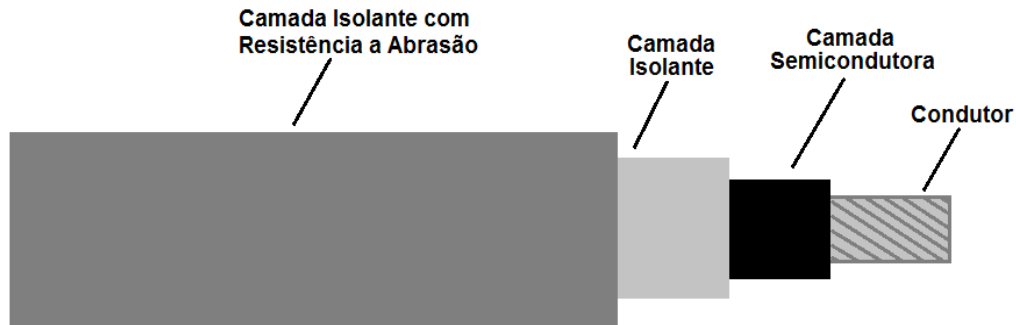 Camada Isolante com
Resistência a Abrasão
Camada
Isolante
Camada
Semicondutora
Condutor